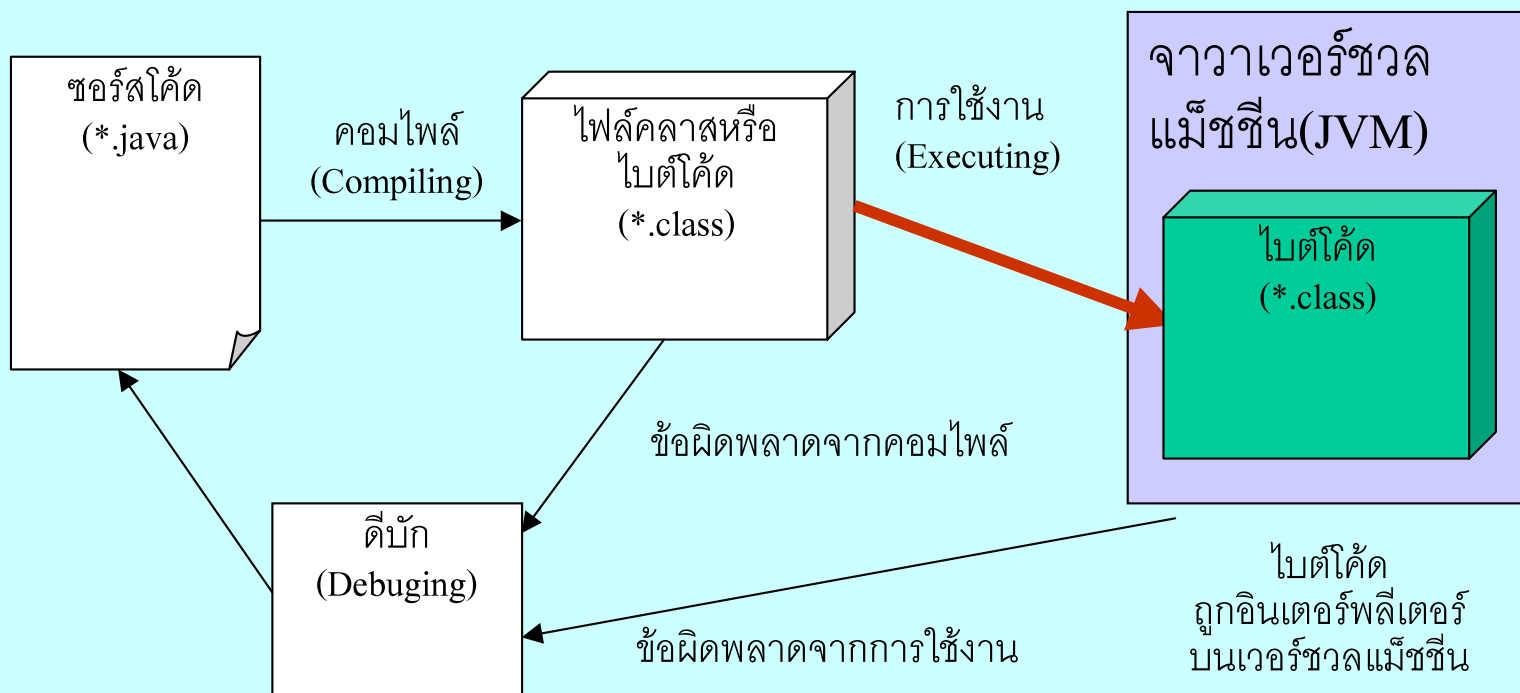 ซอร์สโค้ด
(*.java)
คอมไพล์
(Compiling)
ไฟล์คลาสหรือ
ไบต์โค้ด
(*.class)
การใช้งาน
(Executing)
จาวาเวอร์ชวล
แม็ชชีน(JVM)
ไบต์โค้ด
(*.class)
ข้อผิดพลาดจากคอมไพล์
ดีบัก
(Debuging)
ข้อผิดพลาดจากการใช้งาน
ไบต์โค้ด
ถูกอินเตอร์พลีเตอร์
บนเวอร์ชวลแม็ชชีน